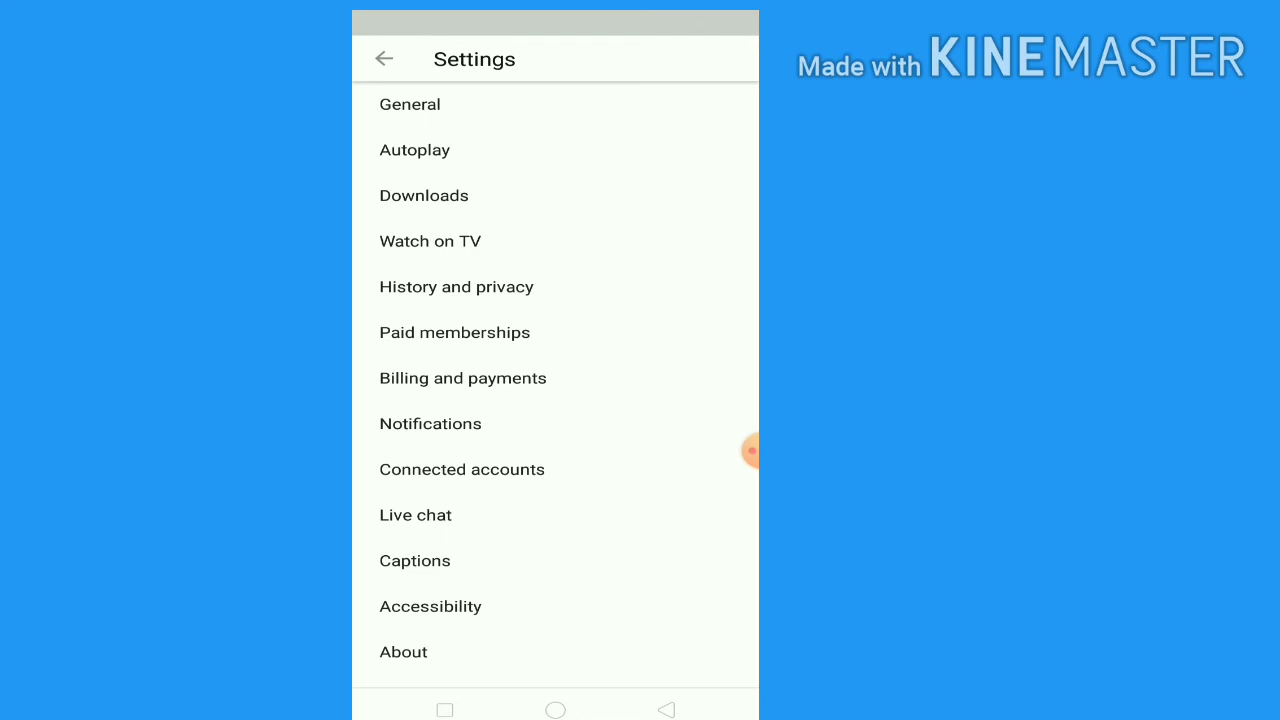 Settings
Made with KINEMASTER
General
Autoplay
Downloads
Watch on TV
History and privacy
Paid memberships
Billing and payments
Notifications
Connected accounts
Live chat
Captions
Accessibility
About